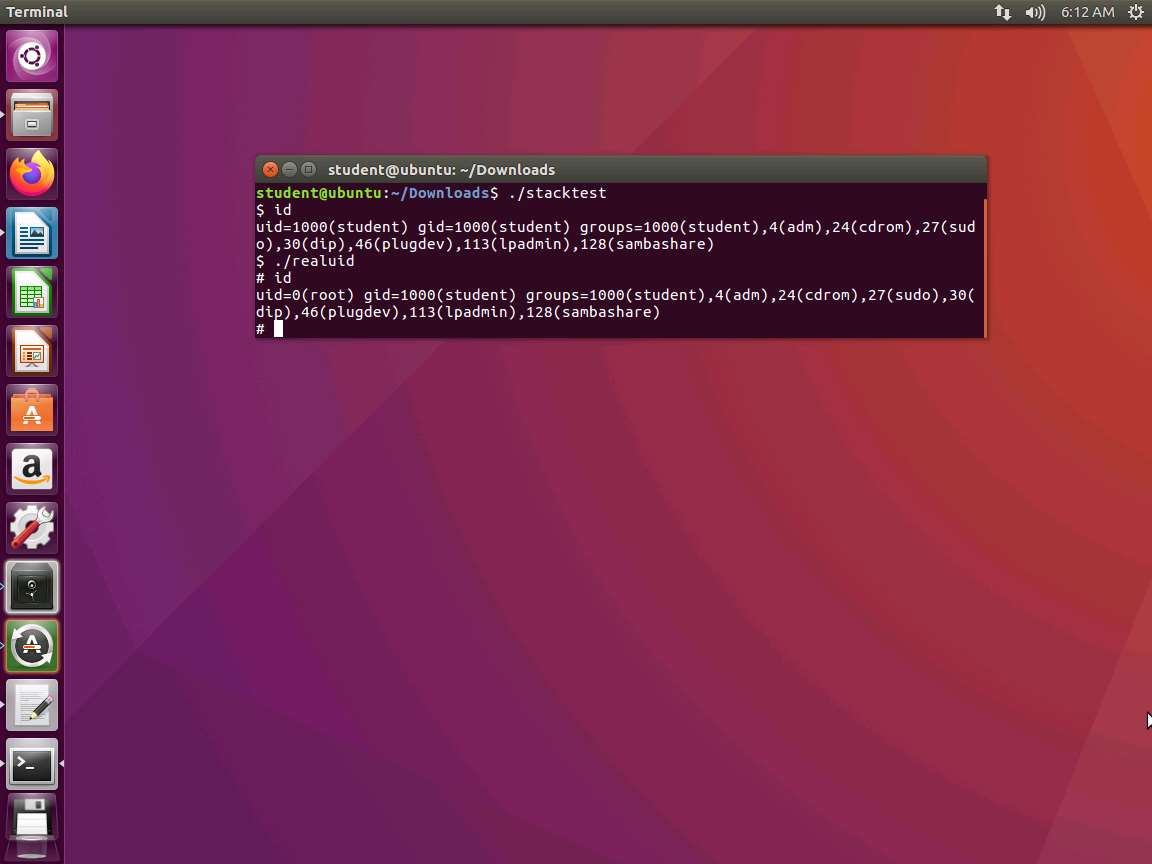 Terminal
6:12 AM
student@ubuntu: ~/Downloads
student@ubuntu:~/Downloads$ ./stacktest
$ id
uid=1000(student) gid=1000(student) groups=1000(student),4(adm),24(cdrom),27(sud
o),30(dip),46(plugdev),113(lpadmin),128(sambashare)
$ ./realuid
# id
uid=0(root) gid=1000(student) groups=1000(student),4(adm),24(cdrom),27(sudo),30(
dip),46(plugdev),113(lpadmin),128(sambashare)
#